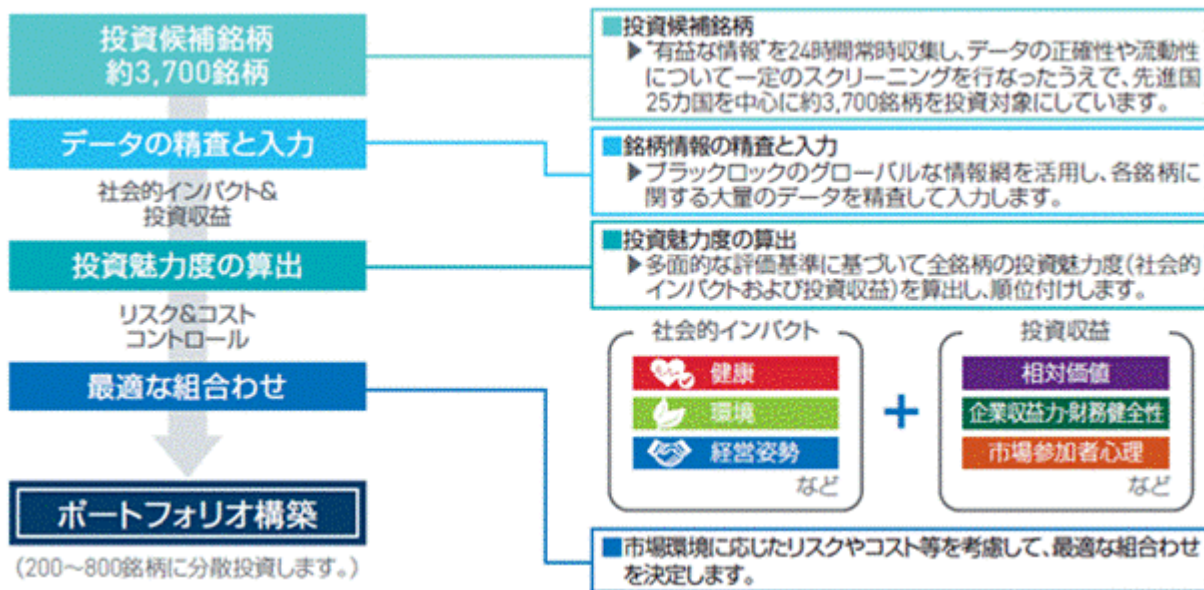 投資候補銘柄
約3,700銘柄
データの精査と入力
社会的インパクト&
投資収益
投資魅力度の算出
リスク&コスト
コントロール
最適な組合わせ
ポートフォリオ構築
(200〜800銘柄に分散投資します。)
■投資候補銘柄
▶"有益な情報"を24時間常時収集し、データの正確性や流動性
について一定のスクリーニングを行なったうえで、先進国
25カ国を中心に約3,700銘柄を投資対象にしています。
■銘柄情報の精査と入力
▶ブラックロックのグローバルな情報網を活用し、各銘柄に
関する大量のデータを精査して入力します。
■投資魅力度の算出
▶多面的な評価基準に基づいて全銘柄の投資魅力度(社会的
インパクトおよび投資収益)を算出し、順位付けします。
社会的インパクト
健康
環境
経営姿勢
など
+
投資収益
相対価値
企業収益力・財務健全性
市場参加者心理
など
■市場環境に応じたリスクやコスト等を考慮して、最適な組合わせ
を決定します。